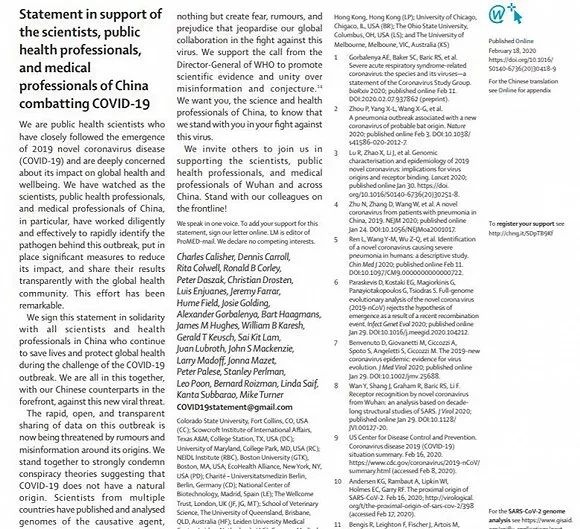 Statement in support of
the scientists, public
health professionals,
and medical
professionals of China
combatting COVID-19
We are public health scientists who
have closely followed the emergence
of 2019 novel coronavirus disease
(COVID-19) and are deeply concerned
about its impact on global health and
wellbeing. We have watched as the
scientists, public health professionals,
and medical professionals of China,
in particular, have worked diligently
and effectively to rapidly identify the
pathogen behind this outbreak, put in
place significant measures to reduce
its impact, and share their results
transparently with the global health
community. This effort has been
remarkable.
We sign this statement in solidarity
with all scientists and health
professionals in China who continue
to save lives and protect global health
during the challenge of the COVID-19
outbreak. We are all in this together,
with our Chinese counterparts in the
forefront, against this new viral threat.
The rapid, open, and transparent
sharing of data on this outbreak is
now being threatened by rumours and
misinformation around its origins. We
stand together to strongly condemn
conspiracy theories suggesting that
COVID-19 does not have a natural
origin. Scientists from multiple
countries have published and analysed
genomes of the causative agent,
nothing but create fear, rumours, and
prejudice that jeopardise our global
collaboration in the fight against this
virus. We support the call from the
Director-General of WHO to promote
scientific evidence and unity over
misinformation and conjecture.
We want you, the science and health
professionals of China, to know that
we stand with you in your fight against
this virus.
We invite others to join us in
supporting the scientists, public
health professionals, and medical
professionals of Wuhan and across
China. Stand with our colleagues on
the frontline!
We speak in one voice. To add your support for this
statement, sign our letter online. LM is editor of
ProMED-mail. We declare no competing interests.
Charles Calisher, Dennis Carroll,
Rita Colwell, Ronald B Corley,
Peter Daszak, Christian Drosten,
Luis Enjuanes, Jeremy Farrar,
Hume Field, Josie Golding,
Alexander Gorbalenya, Bart Haagmans,
James M Hughes, William B Karesh,
Gerald T Keusch, Sai Kit Lam,
Juan Lubroth, John S Mackenzie,
Larry Madoff, Jonna Mazet,
Peter Palese, Stanley Perlman,
Leo Poon, Bernard Roizman, Linda Saif,
Kanta Subbarao, Mike Turner
COVID19statement@gmail.com
Colorado State University, Fort Collins, CO, USA
(CC); Scowcroft Institute of International Affairs,
Texas A&M, College Station, TX, USA (DC);
University of Maryland, College Park, MD, USA (RC);
NEIDL Institute (RBC), Boston University (GTK),
Boston, MA, USA; EcoHealth Alliance, New York, NY,
USA (PD); Charité – Universitatsmedizin Berlin,
Berlin, Germany (CD); National Center of
Biotechnology, Madrid, Spain (LE); The Wellcome
Trust, London, UK (JF, JG, MT); School of Veterinary
Science, The University of Queensland, Brisbane,
QLD, Australia (HF); Leiden University Medical
Hong Kong, Hong Kong (LP); University of Chicago,
Chicago, IL, USA (BR); The Ohio State University,
Columbus, OH, USA (LS); and The University of
Melbourne, Melbourne, VIC, Australia (KS)
1 Gorbalenya AE, Baker SC, Baric RS, et al.
Severe acute respiratory syndrome-related
coronavirus: the species and its viruses—a
statement of the Coronavirus Study Group.
bioRxiv 2020; published online Feb 11.
DOI:2020.02.07.937862 (preprint).
2 Zhou P, Yang X-L, Wang X-G, et al.
A pneumonia outbreak associated with a new
coronavirus of probable bat origin. Nature
2020; published online Feb 3. DOI:10.1038/
s41586-020-2012-7.
3 Lu R, Zhao X, Li J, et al. Genomic
characterisation and epidemiology of 2019
novel coronavirus: implications for virus
origins and receptor binding. Lancet 2020;
published online Jan 30. https://doi.
org/10.1016/S0140-6736(20)30251-8.
4 Zhu N, Zhang D, Wang W, et al. A novel
coronavirus from patients with pneumonia in
China, 2019. NEJM 2020; published online
Jan 24. DOI:10.1056/NEJMoa2001017.
5 Ren L, Wang Y-M, Wu Z-Q, et al. Identification
of a novel coronavirus causing
severe pneumonia in humans: a descriptive study.
Chin Med J 2020; published online Feb 11.
DOI:10.1097/CM9.0000000000000722.
6 Paraskevis D, Kostaki EG, Magiorkinis G,
Panayiotakopoulos G, Tsiodras S. Full-genome
evolutionary analysis of the novel corona virus
(2019-nCoV) rejects the hypothesis of
emergence as a result of a recent recombination
event. Infect Genet Evol 2020; published online
Jan 29. DOI:10.1016/j.meegid.2020.104212.
7 Benvenuto D, Giovanetti M, Ciccozzi A,
Spoto S, Angeletti S, Ciccozzi M. The 2019-new
coronavirus epidemic: evidence for virus
evolution. J Med Virol 2020; published online
Jan 29. DOI:10.1002/jmv.25688.
8 Wan Y, Shang J, Graham R, Baric RS, Li F.
Receptor recognition by novel coronavirus
from Wuhan: an analysis based on decade-
long structural studies of SARS. J Virol 2020;
published online Jan 29. DOI:10.1128/
JVI.00127-20.
9 US Center for Disease Control and Prevention.
Coronavirus disease 2019 (COVID-19)
situation summary. Feb 16, 2020.
https://www.cdc.gov/coronavirus/2019-nCoV/
summary.html (accessed Feb 8, 2020).
10 Andersen KG, Rambaut A, Lipkin WI,
Holmes EC, Garry RF. The proximal origin of
SARS-CoV-2. Feb 16, 2020; http://virological.
org/t/the-proximal-origin-of-sars-cov-2/398
(accessed Feb 17, 2020).
11 Bengis R, Leighton F, Fischer J, Artois M,
W
Published Online
February 18, 2020
https://doi.org/10.1016/
S0140-6736(20)30418-9
For the Chinese translation
see Online for appendix
To register your support see
http://chng.it/SDpTB9Kf
For the SARS-CoV-2 genome
analysis see https://www.gisaid.